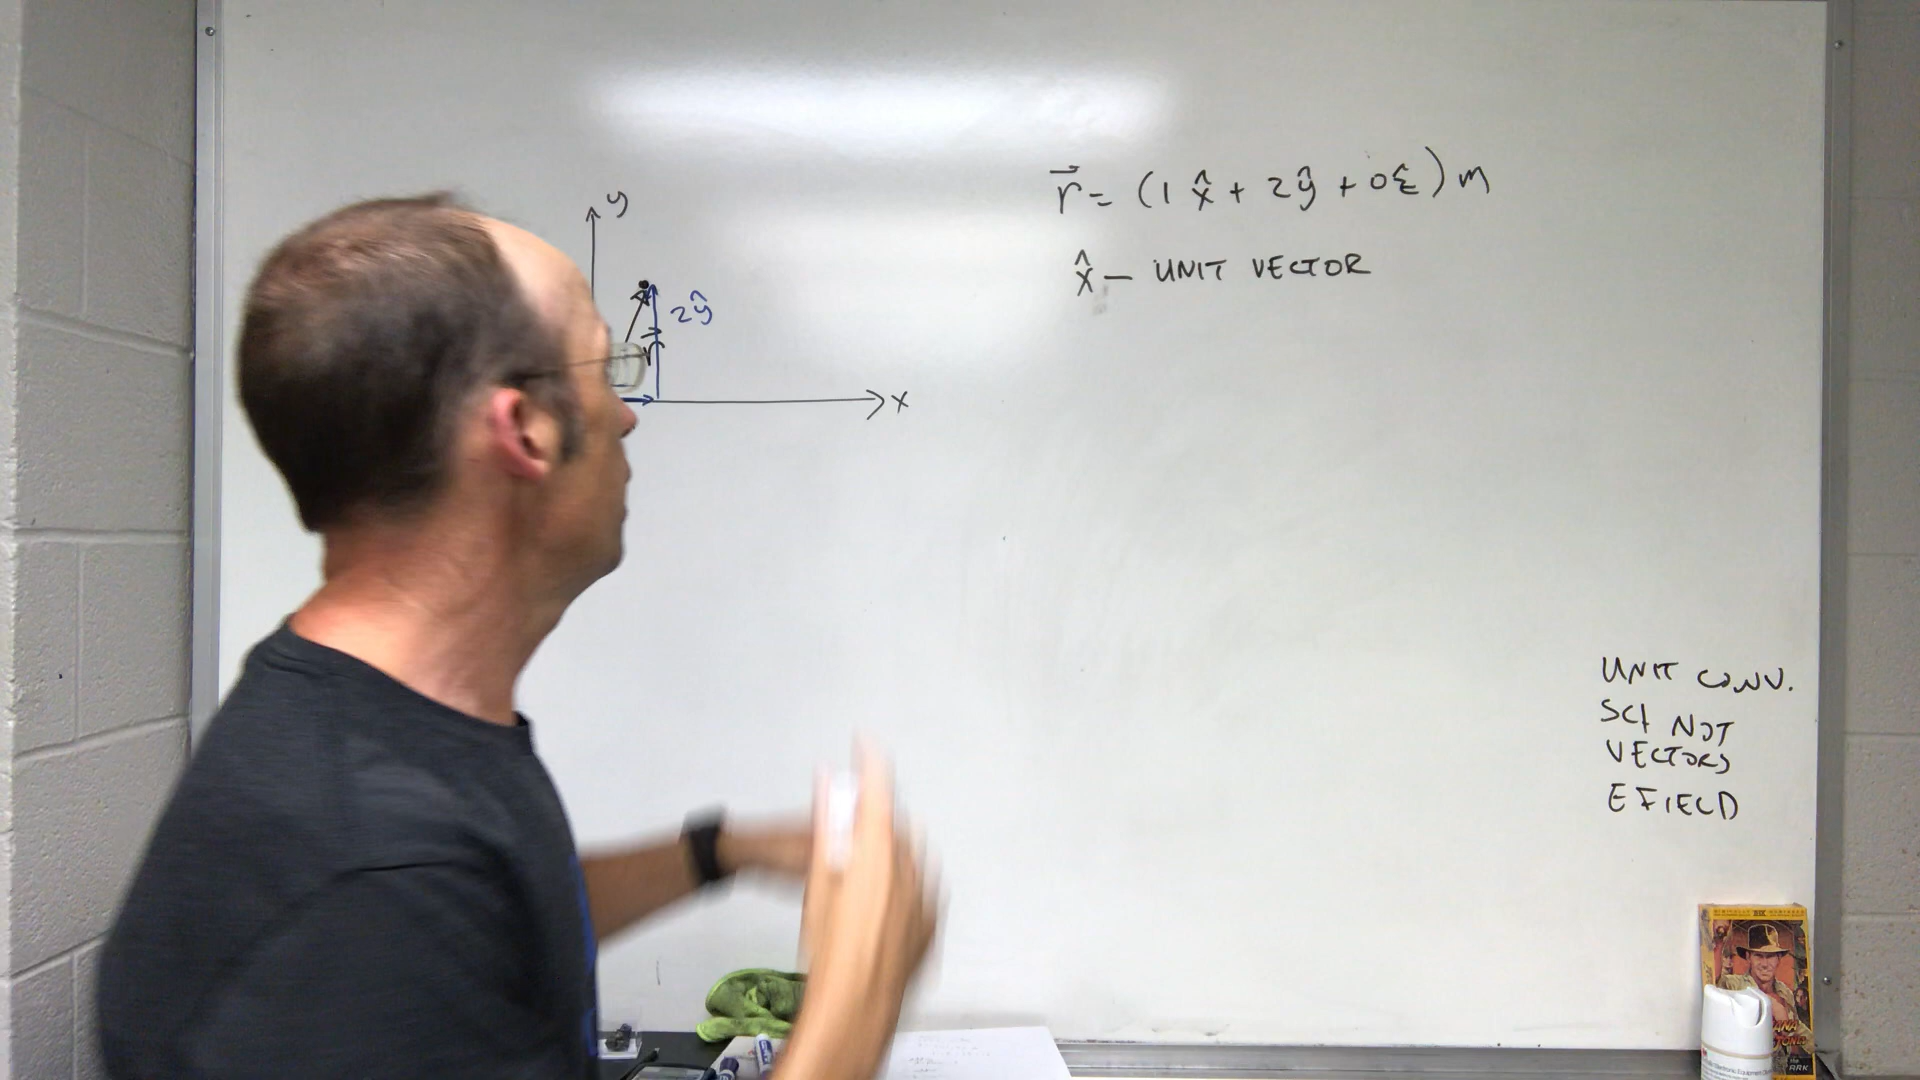 y
r⃗ = (1 x̂ + 2ŷ + 0ẑ) m
x̂ — UNIT VECTOR
2ŷ
r⃗
x
UNIT CONV.
SCI NOT
VECTORS
E FIELD